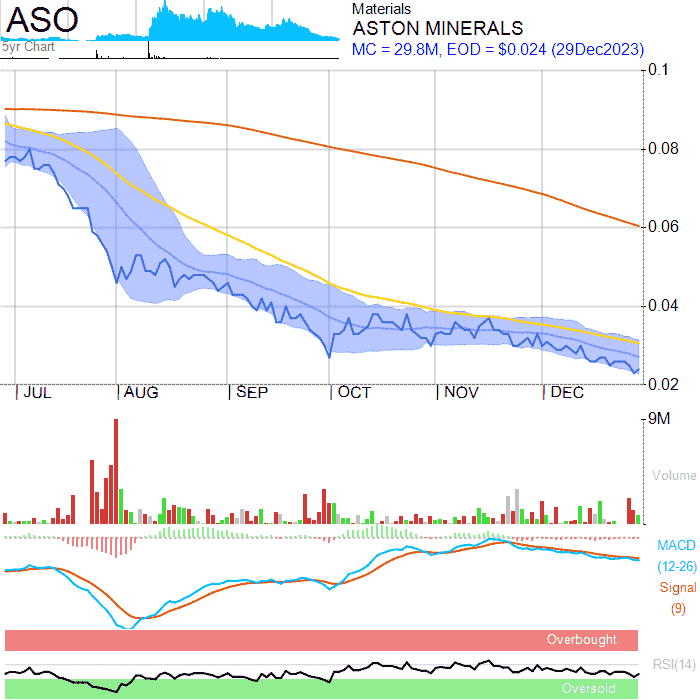 ASO
5yr Chart
Materials
ASTON MINERALS
MC = 29.8M, EOD = $0.024 (29Dec2023)
0.1
0.08
0.06
0.04
0.02
JUL AUG SEP OCT NOV DEC
9M
Volume
MACD
(12-26)
Signal
(9)
Overbought
RSI(14)
Oversold